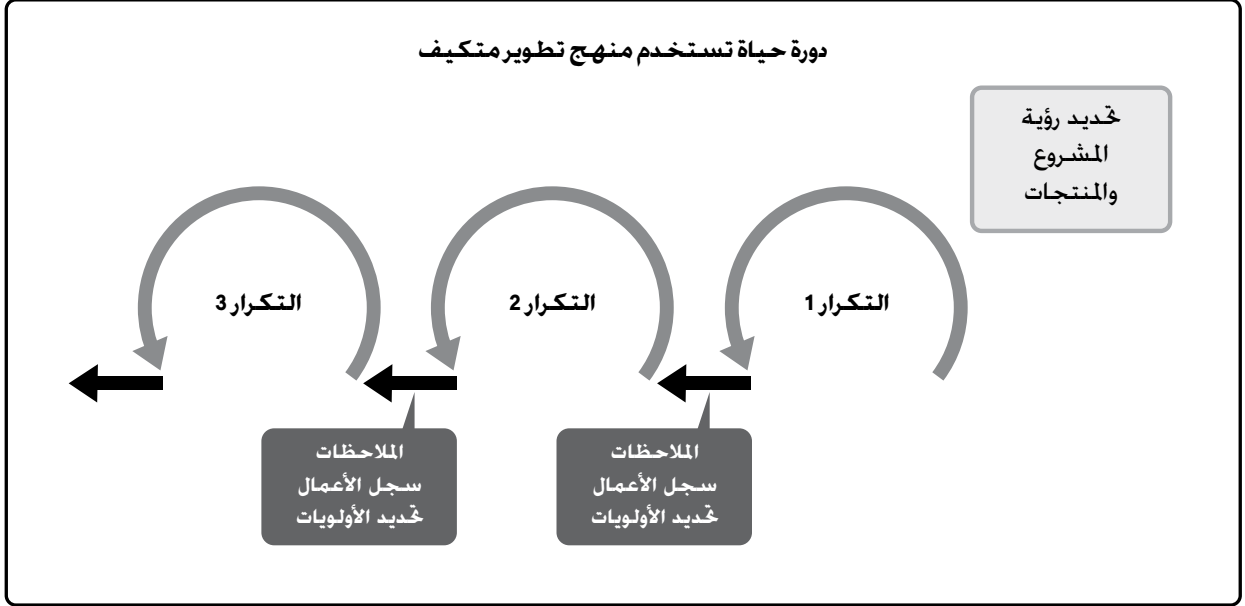 دورة حياة تستخدم منهج تطوير متكيف
تحديد رؤية
المشروع
والمنتجات
التكرار 1
التكرار 2
التكرار 3
الملاحظات
سجل الأعمال
تحديد الأولويات
الملاحظات
سجل الأعمال
تحديد الأولويات